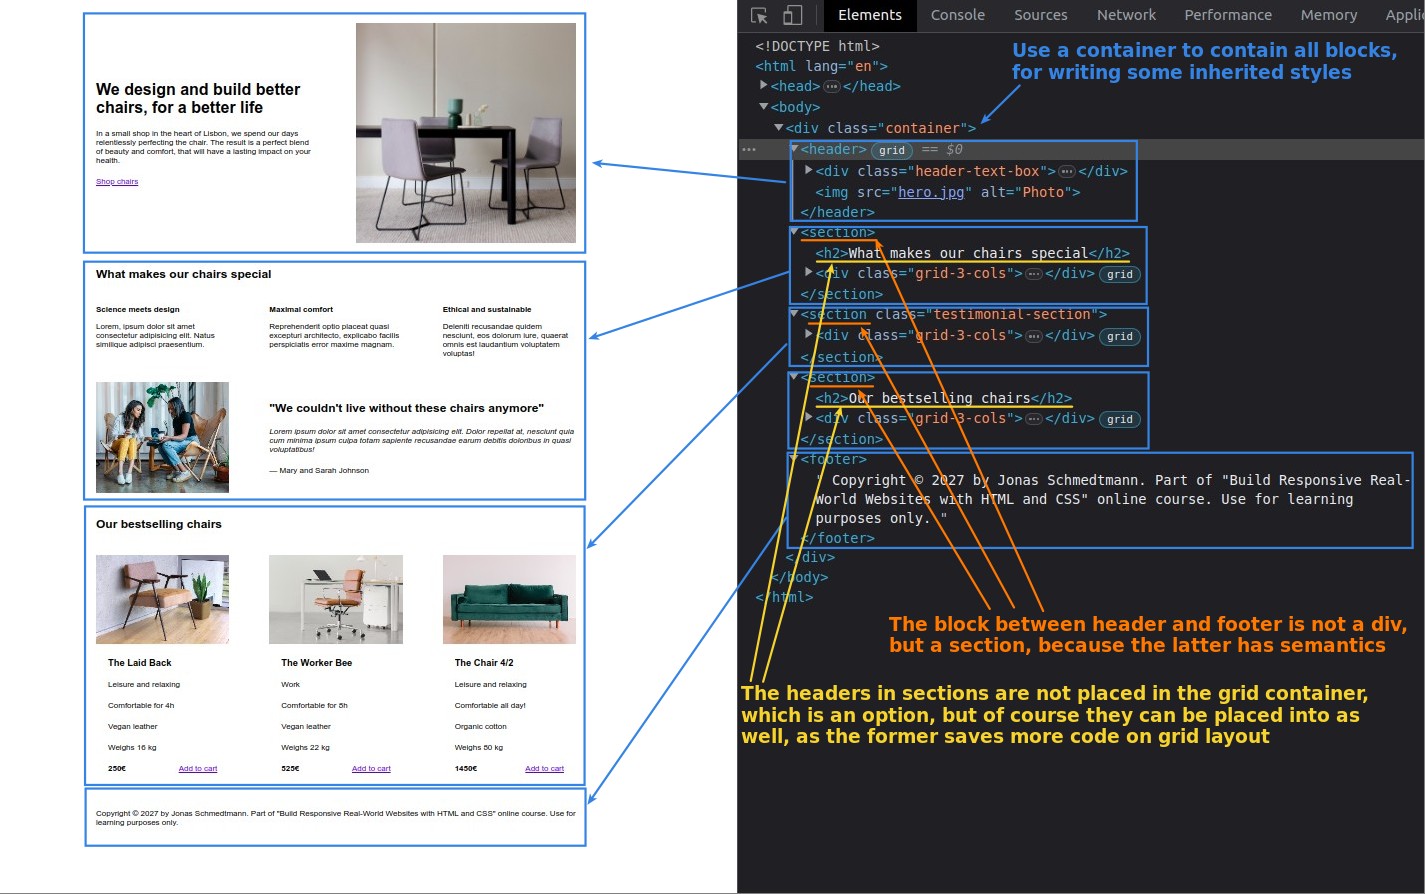 We design and build better
chairs, for a better life
In a small shop in the heart of Lisbon, we spend our days
relentlessly perfecting the chair. The result is a perfect blend
of beauty and comfort, that will have a lasting impact on your
health.
Shop chairs
What makes our chairs special
Science meets design
Lorem, ipsum dolor sit amet
consectetur adipisicing elit. Natus
similique adipisci praesentium.
Maximal comfort
Reprehenderit optio placeat quasi
excepturi architecto, explicabo facilis
perspiciatis error maxime magnam.
Ethical and sustainable
Deleniti recusandae quidem
nesciunt, eos dolorum iure, quaerat
omnis est laudantium voluptatem
voluptas!
"We couldn't live without these chairs anymore"
Lorem ipsum dolor sit amet consectetur adipisicing elit. Dolor repellat at, nesciunt quia
cum minima ipsum culpa totam sapiente recusandae earum debitis doloribus in quasi
voluptatibus!
— Mary and Sarah Johnson
Our bestselling chairs
The Laid Back
Leisure and relaxing
Comfortable for 4h
Vegan leather
Weighs 16 kg
250€ Add to cart
The Worker Bee
Work
Comfortable for 8h
Vegan leather
Weighs 22 kg
525€ Add to cart
The Chair 4/2
Leisure and relaxing
Comfortable all day!
Organic cotton
Weighs 80 kg
1450€ Add to cart
Copyright © 2027 by Jonas Schmedtmann. Part of "Build Responsive Real-World Websites with HTML and CSS" online course. Use for
learning purposes only.
Elements Console Sources Network Performance Memory Applic
<!DOCTYPE html>
<html lang="en">
<head>···</head>
<body>
<div class="container">
··· <header> grid == $0
<div class="header-text-box">···</div>
<img src="hero.jpg" alt="Photo">
</header>
<section>
<h2>What makes our chairs special</h2>
<div class="grid-3-cols">···</div> grid
</section>
<section class="testimonial-section">
<div class="grid-3-cols">···</div> grid
</section>
<section>
<h2>Our bestselling chairs</h2>
<div class="grid-3-cols">···</div> grid
</section>
<footer>
" Copyright © 2027 by Jonas Schmedtmann. Part of "Build Responsive Real-
World Websites with HTML and CSS" online course. Use for learning
purposes only. "
</footer>
</div>
</body>
</html>
Use a container to contain all blocks,
for writing some inherited styles
The block between header and footer is not a div,
but a section, because the latter has semantics
The headers in sections are not placed in the grid container,
which is an option, but of course they can be placed into as
well, as the former saves more code on grid layout